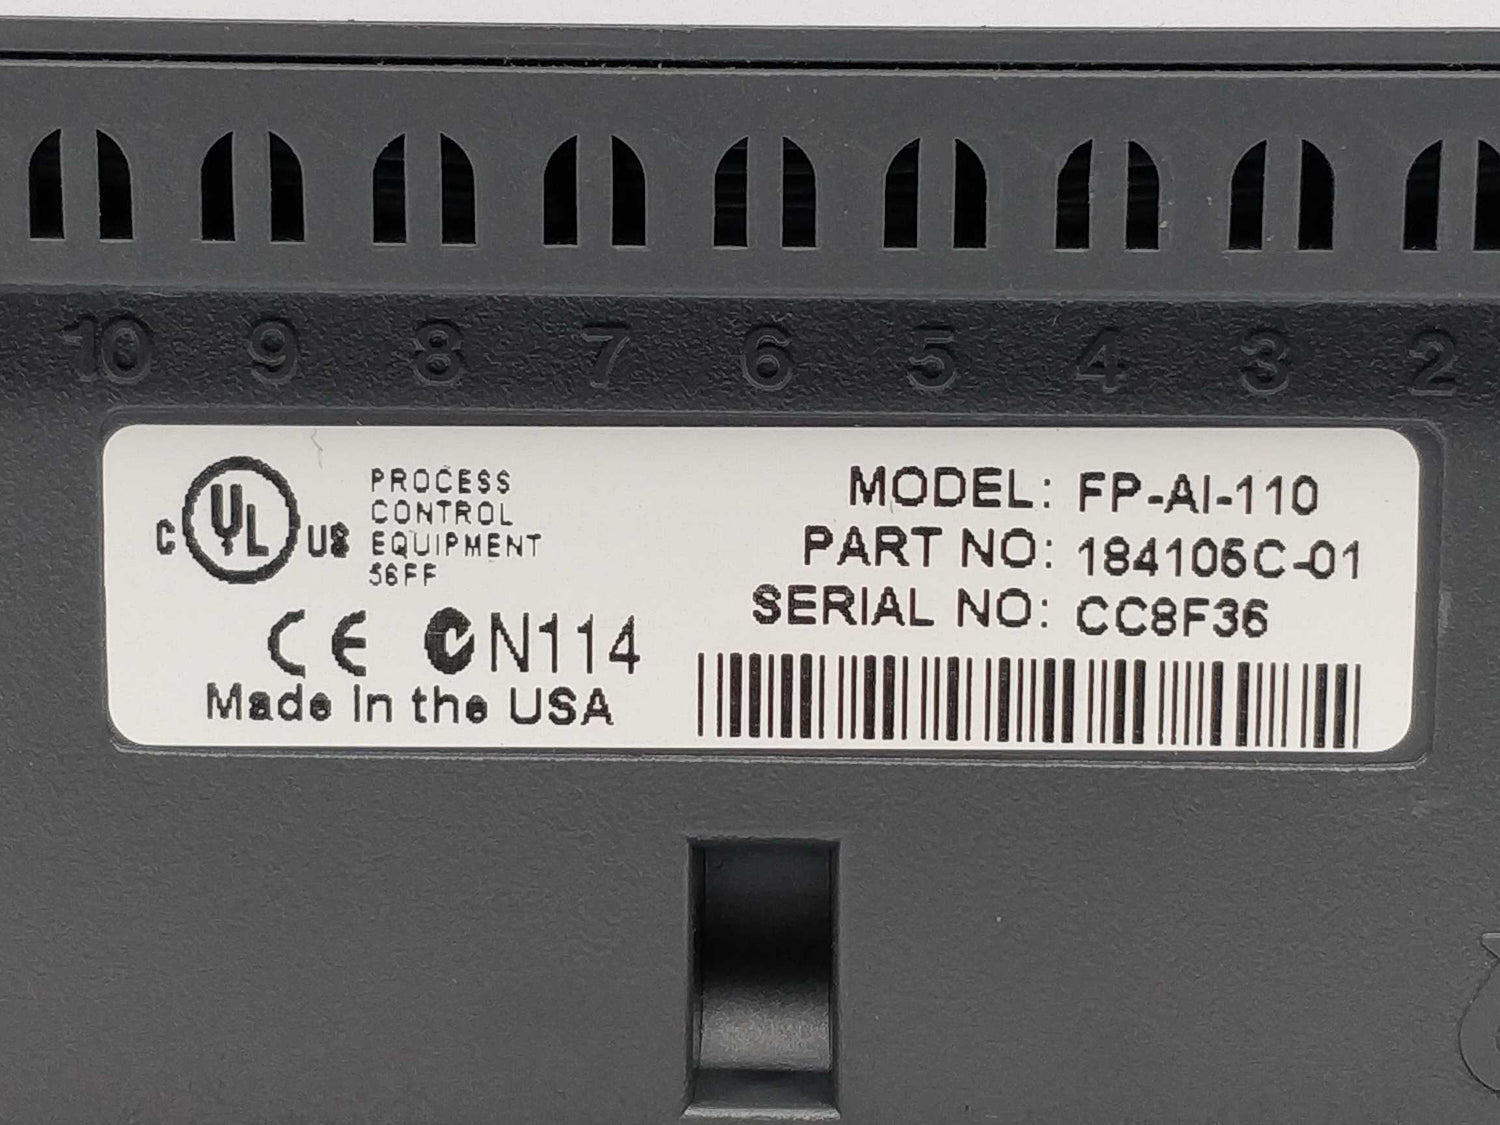 10 9 8 7 6 5 4 3 2
C UL US
PROCESS
CONTROL
EQUIPMENT
56FF
CE N114
Made in the USA
MODEL: FP-AI-110
PART NO: 184105C-01
SERIAL NO: CC8F36